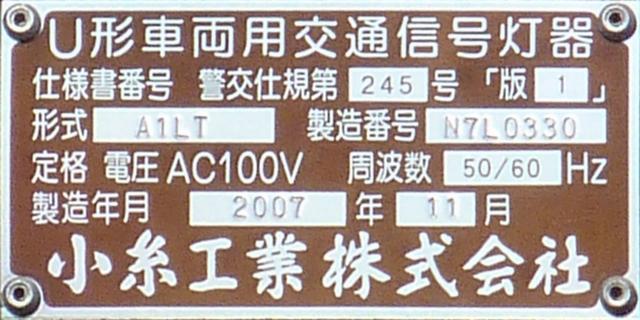 U形車両用交通信号灯器
仕様書番号 警交仕規第 245 号 「版 1 」
形式 A1LT 製造番号 N7L0330
定格 電圧 AC100V 周波数 50/60 Hz
製造年月 2007 年 11 月
小糸工業株式会社